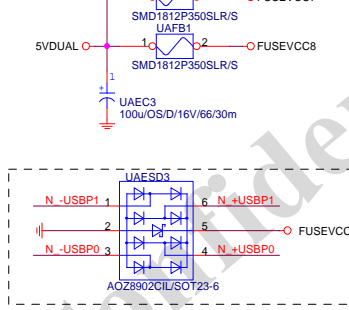 SMD1812P350SLR/S
UAFB1
5VDUAL 1 2 FUSEVCC8
SMD1812P350SLR/S
1
+
UAEC3
100u/OS/D/16V/66/30m
UAESD3
N_-USBP1 1 6 N_+USBP1
2 5 FUSEVCC
N_-USBP0 3 4 N_+USBP0
AOZ8902CIL/SOT23-6